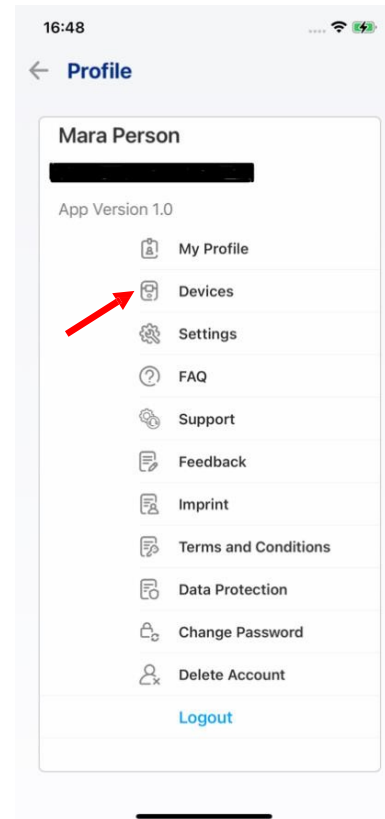 16:48
Profile
Mara Person
App Version 1.0
My Profile
Devices
Settings
FAQ
Support
Feedback
Imprint
Terms and Conditions
Data Protection
Change Password
Delete Account
Logout